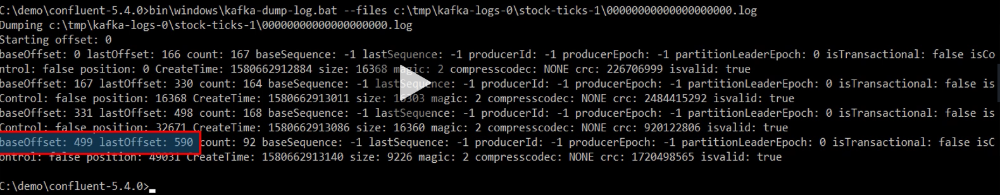 C:\demo\confluent-5.4.0>bin\windows\kafka-dump-log.bat --files c:\tmp\kafka-logs-0\stock-ticks-1\00000000000000000000.log
Dumping c:\tmp\kafka-logs-0\stock-ticks-1\00000000000000000000.log
Starting offset: 0
baseOffset: 0 lastOffset: 166 count: 167 baseSequence: -1 lastSequence: -1 producerId: -1 producerEpoch: -1 partitionLeaderEpoch: 0 isTransactional: false isCo
ntrol: false position: 0 CreateTime: 1580662912884 size: 16368 magic: 2 compresscodec: NONE crc: 226706999 isvalid: true
baseOffset: 167 lastOffset: 330 count: 164 baseSequence: -1 lastSequence: -1 producerId: -1 producerEpoch: -1 partitionLeaderEpoch: 0 isTransactional: false is
Control: false position: 16368 CreateTime: 1580662913011 size: 16303 magic: 2 compresscodec: NONE crc: 2484415292 isvalid: true
baseOffset: 331 lastOffset: 498 count: 168 baseSequence: -1 lastSequence: -1 producerId: -1 producerEpoch: -1 partitionLeaderEpoch: 0 isTransactional: false is
Control: false position: 32671 CreateTime: 1580662913086 size: 16360 magic: 2 compresscodec: NONE crc: 920122806 isvalid: true
baseOffset: 499 lastOffset: 590 count: 92 baseSequence: -1 lastSequence: -1 producerId: -1 producerEpoch: -1 partitionLeaderEpoch: 0 isTransactional: false isC
ontrol: false position: 49031 CreateTime: 1580662913140 size: 9226 magic: 2 compresscodec: NONE crc: 1720498565 isvalid: true
C:\demo\confluent-5.4.0>